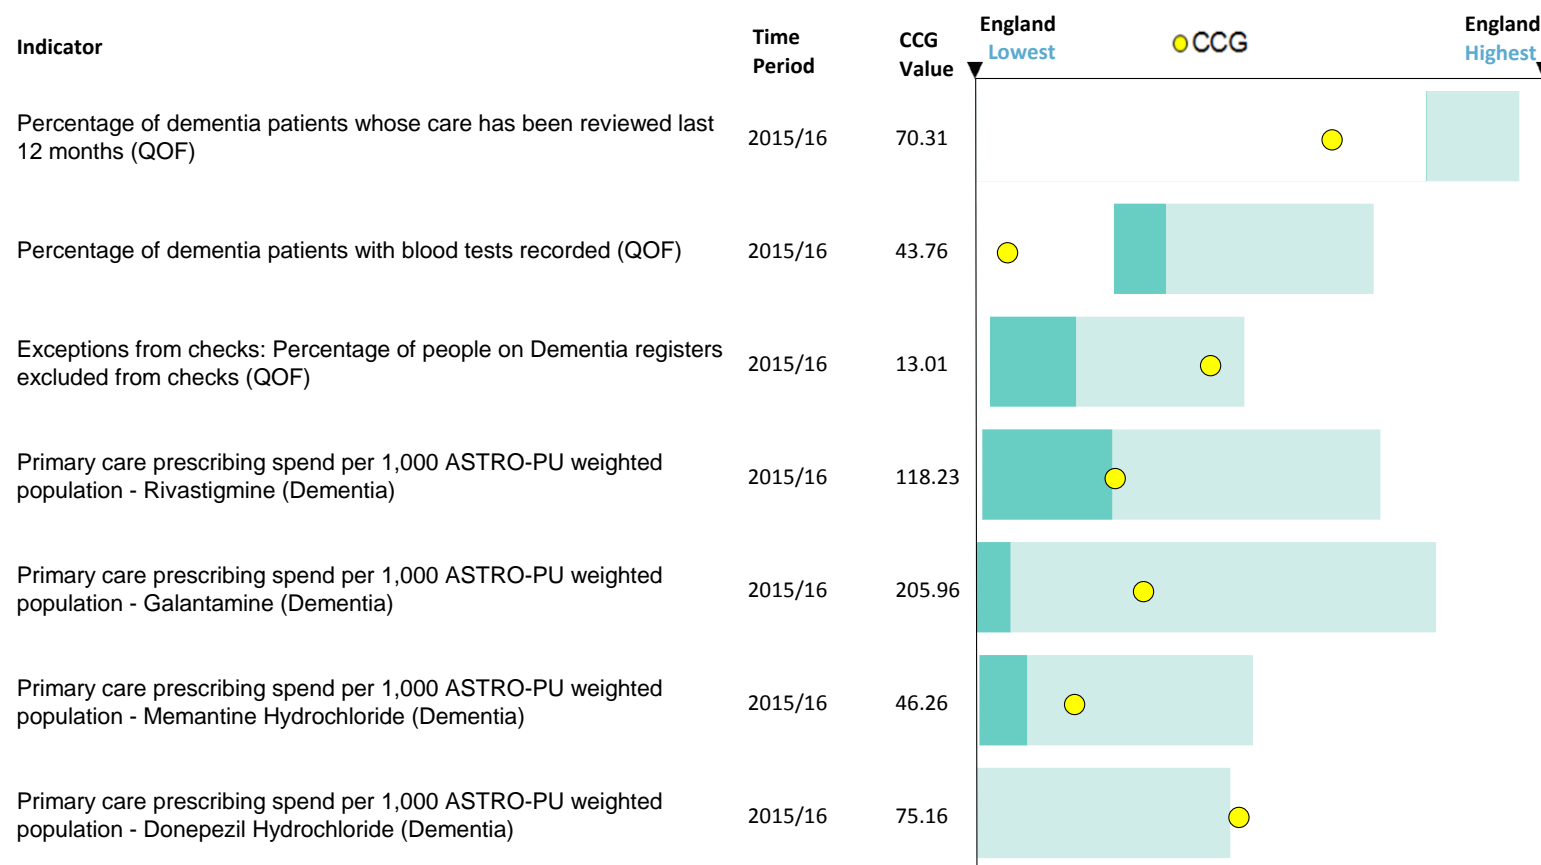 Indicator
Time
Period
CCG
Value
England
Lowest
CCG
England
Highest
Percentage of dementia patients whose care has been reviewed last
12 months (QOF)
2015/16
70.31
Percentage of dementia patients with blood tests recorded (QOF)
2015/16
43.76
Exceptions from checks: Percentage of people on Dementia registers
excluded from checks (QOF)
2015/16
13.01
Primary care prescribing spend per 1,000 ASTRO-PU weighted
population - Rivastigmine (Dementia)
2015/16
118.23
Primary care prescribing spend per 1,000 ASTRO-PU weighted
population - Galantamine (Dementia)
2015/16
205.96
Primary care prescribing spend per 1,000 ASTRO-PU weighted
population - Memantine Hydrochloride (Dementia)
2015/16
46.26
Primary care prescribing spend per 1,000 ASTRO-PU weighted
population - Donepezil Hydrochloride (Dementia)
2015/16
75.16